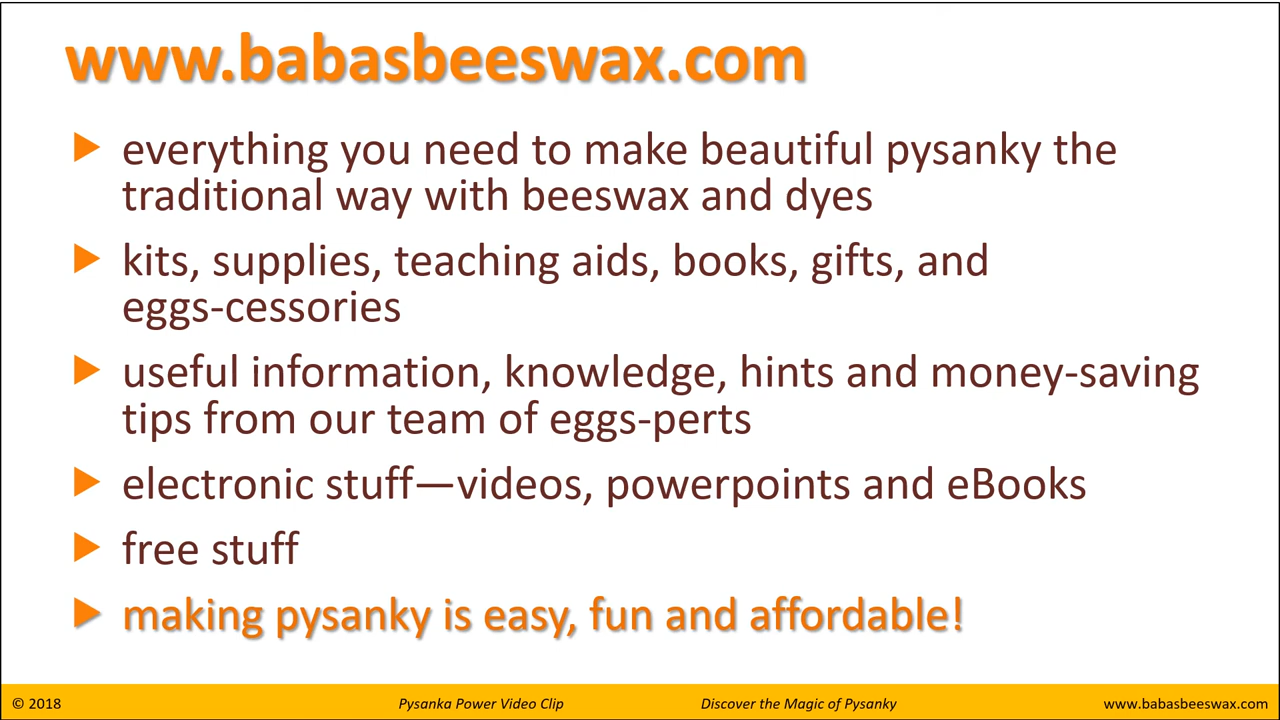 www.babasbeeswax.com
everything you need to make beautiful pysanky the
traditional way with beeswax and dyes
kits, supplies, teaching aids, books, gifts, and
eggs-cessories
useful information, knowledge, hints and money-saving
tips from our team of eggs-perts
electronic stuff—videos, powerpoints and eBooks
free stuff
making pysanky is easy, fun and affordable!
© 2018 Pysanka Power Video Clip Discover the Magic of Pysanky www.babasbeeswax.com